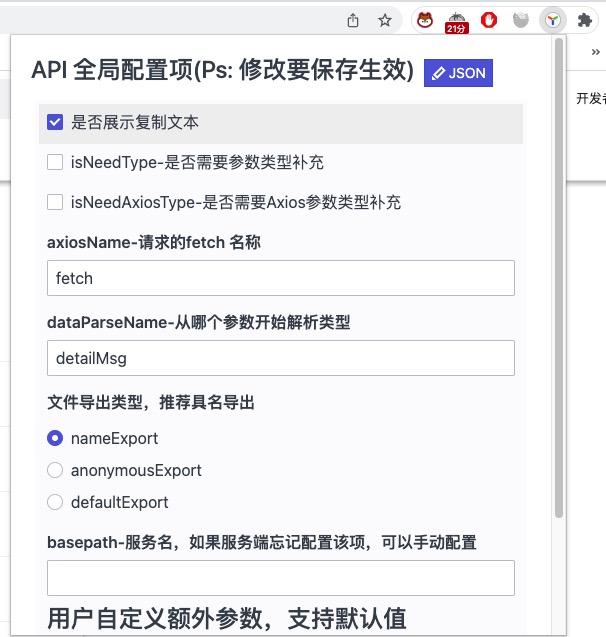 21分
»
API 全局配置项(Ps: 修改要保存生效)
JSON
开发者
是否展示复制文本
isNeedType-是否需要参数类型补充
isNeedAxiosType-是否需要Axios参数类型补充
axiosName-请求的fetch 名称
fetch
dataParseName-从哪个参数开始解析类型
detailMsg
文件导出类型，推荐具名导出
nameExport
anonymousExport
defaultExport
basepath-服务名，如果服务端忘记配置该项，可以手动配置
用户自定义额外参数，支持默认值